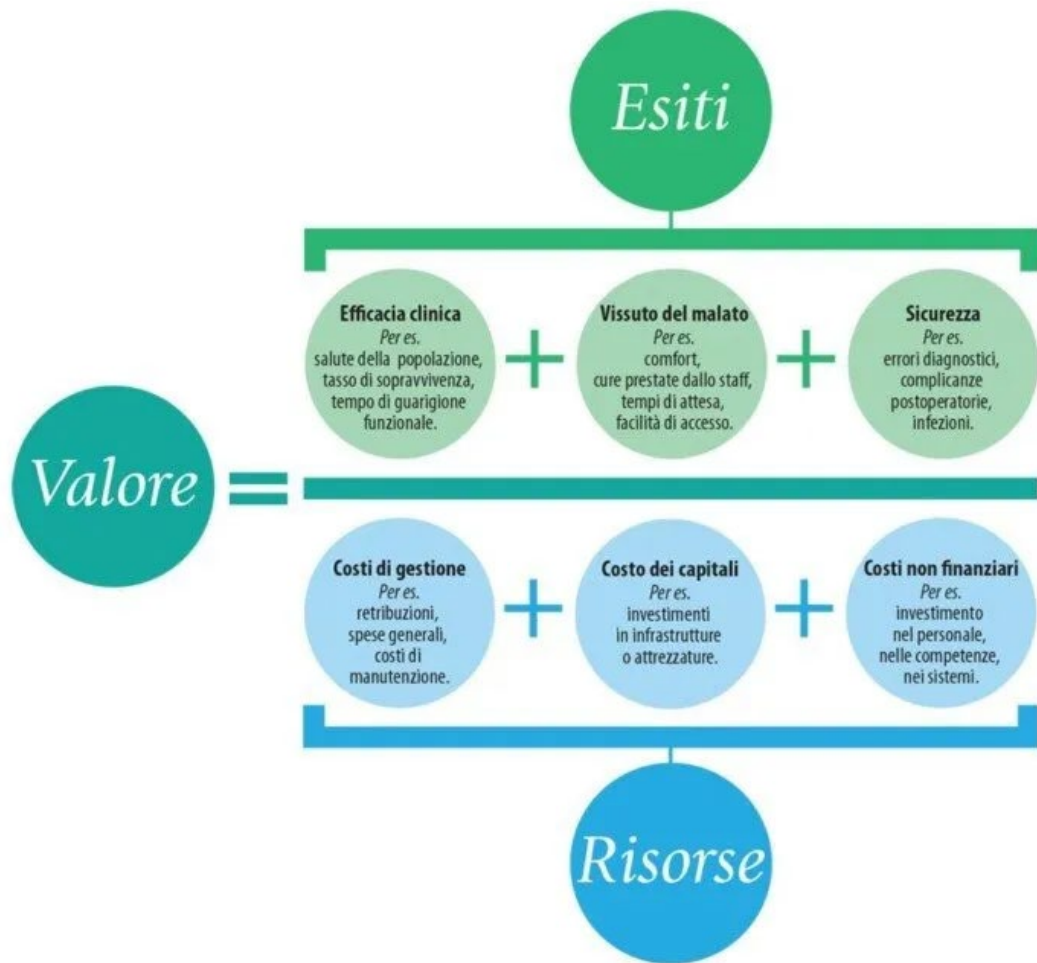 Esiti
Efficacia clinica
Per es.
salute della popolazione,
tasso di sopravvivenza,
tempo di guarigione
funzionale.
+
Vissuto del malato
Per es.
comfort,
cure prestate dallo staff,
tempi di attesa,
facilità di accesso.
+
Sicurezza
Per es.
errori diagnostici,
complicanze
postoperatorie,
infezioni.
Valore
=
Costi di gestione
Per es.
retribuzioni,
spese generali,
costi di
manutenzione.
+
Costo dei capitali
Per es.
investimenti
in infrastrutture
o attrezzature.
+
Costi non finanziari
Per es.
investimento
nel personale,
nelle competenze,
nei sistemi.
Risorse